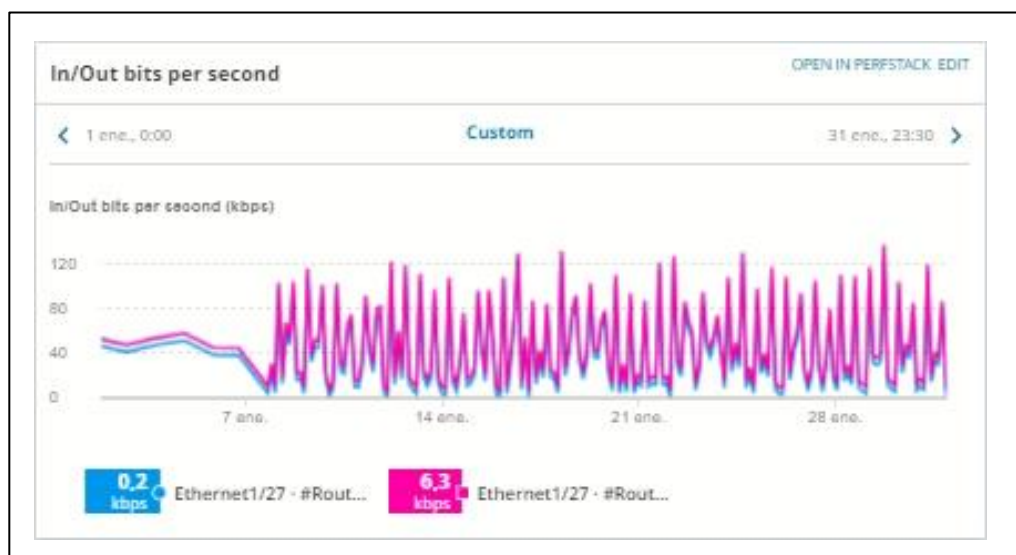 In/Out bits per second
OPEN IN PERFSTACK EDIT
1 ene., 0:00
Custom
31 ene., 23:30
In/Out bits per second (kbps)
120
80
40
0
7 ene.
14 ene.
21 ene.
28 ene.
0,2 kbps
Ethernet1/27 · #Rout...
6,3 kbps
Ethernet1/27 · #Rout...